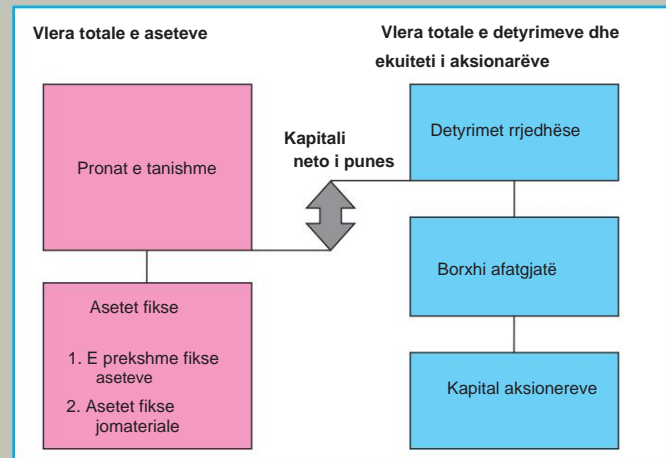 Vlera totale e aseteve
Vlera totale e detyrimeve dhe
ekuiteti i aksionarëve
Pronat e tanishme
Kapitali
neto i punes
Detyrimet rrjedhëse
Borxhi afatgjatë
Asetet fikse
1. E prekshme fikse
aseteve
2. Asetet fikse
jomateriale
Kapital aksionereve